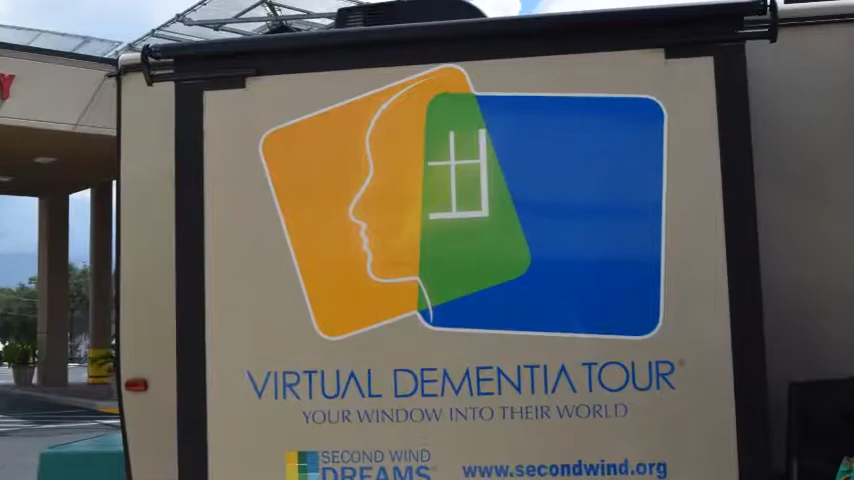 VIRTUAL DEMENTIA TOUR®
YOUR WINDOW INTO THEIR WORLD
SECOND WIND
DREAMS
www.secondwind.org